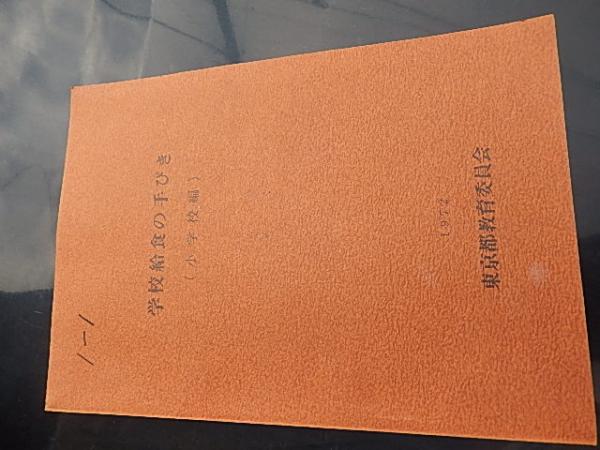 学校給食の手びき
(小学校編)
1972
東京都教育委員会
1-1